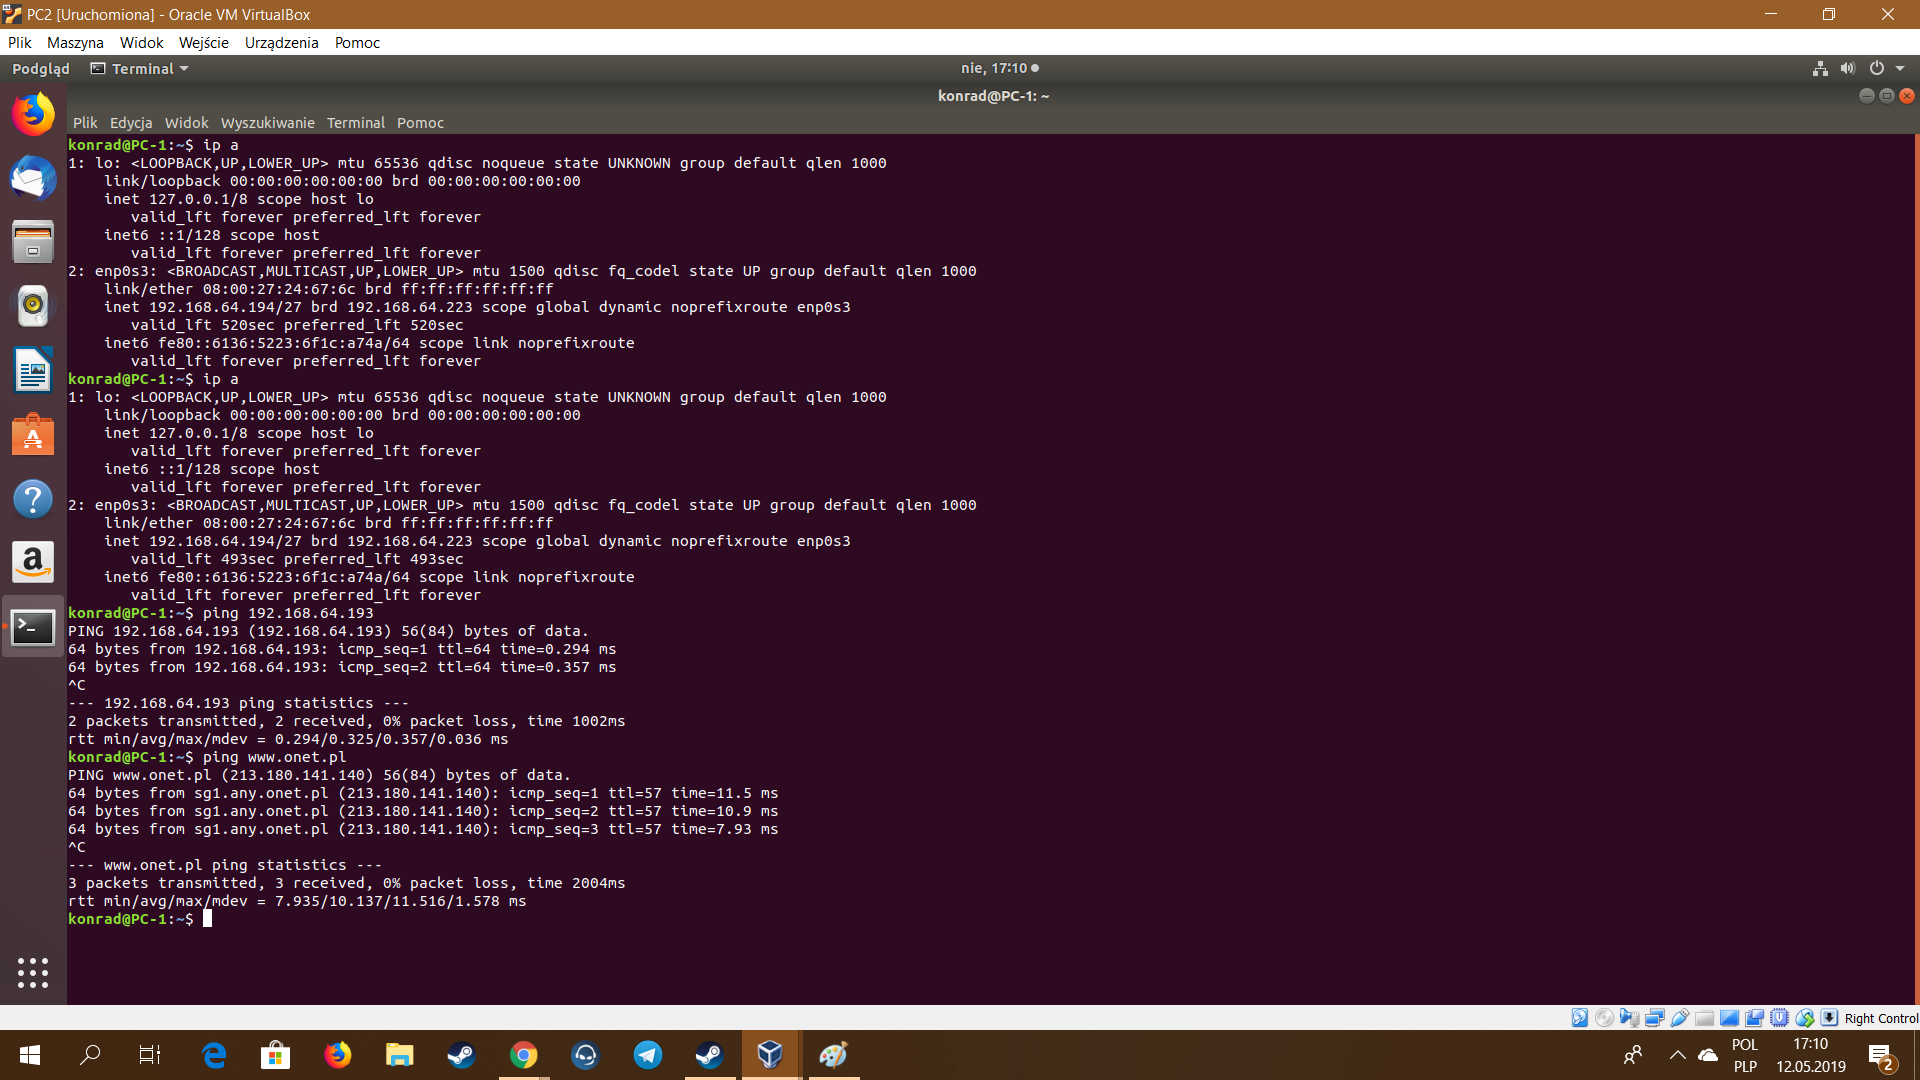 PC2 [Uruchomiona] - Oracle VM VirtualBox
Plik Maszyna Widok Wejście Urządzenia Pomoc
Podgląd Terminal nie, 17:10
konrad@PC-1: ~
Plik Edycja Widok Wyszukiwanie Terminal Pomoc
konrad@PC-1:~$ ip a
1: lo: <LOOPBACK,UP,LOWER_UP> mtu 65536 qdisc noqueue state UNKNOWN group default qlen 1000
    link/loopback 00:00:00:00:00:00 brd 00:00:00:00:00:00
    inet 127.0.0.1/8 scope host lo
       valid_lft forever preferred_lft forever
    inet6 ::1/128 scope host
       valid_lft forever preferred_lft forever
2: enp0s3: <BROADCAST,MULTICAST,UP,LOWER_UP> mtu 1500 qdisc fq_codel state UP group default qlen 1000
    link/ether 08:00:27:24:67:6c brd ff:ff:ff:ff:ff:ff
    inet 192.168.64.194/27 brd 192.168.64.223 scope global dynamic noprefixroute enp0s3
       valid_lft 520sec preferred_lft 520sec
    inet6 fe80::6136:5223:6f1c:a74a/64 scope link noprefixroute
       valid_lft forever preferred_lft forever
konrad@PC-1:~$ ip a
1: lo: <LOOPBACK,UP,LOWER_UP> mtu 65536 qdisc noqueue state UNKNOWN group default qlen 1000
    link/loopback 00:00:00:00:00:00 brd 00:00:00:00:00:00
    inet 127.0.0.1/8 scope host lo
       valid_lft forever preferred_lft forever
    inet6 ::1/128 scope host
       valid_lft forever preferred_lft forever
2: enp0s3: <BROADCAST,MULTICAST,UP,LOWER_UP> mtu 1500 qdisc fq_codel state UP group default qlen 1000
    link/ether 08:00:27:24:67:6c brd ff:ff:ff:ff:ff:ff
    inet 192.168.64.194/27 brd 192.168.64.223 scope global dynamic noprefixroute enp0s3
       valid_lft 493sec preferred_lft 493sec
    inet6 fe80::6136:5223:6f1c:a74a/64 scope link noprefixroute
       valid_lft forever preferred_lft forever
konrad@PC-1:~$ ping 192.168.64.193
PING 192.168.64.193 (192.168.64.193) 56(84) bytes of data.
64 bytes from 192.168.64.193: icmp_seq=1 ttl=64 time=0.294 ms
64 bytes from 192.168.64.193: icmp_seq=2 ttl=64 time=0.357 ms
^C
--- 192.168.64.193 ping statistics ---
2 packets transmitted, 2 received, 0% packet loss, time 1002ms
rtt min/avg/max/mdev = 0.294/0.325/0.357/0.036 ms
konrad@PC-1:~$ ping www.onet.pl
PING www.onet.pl (213.180.141.140) 56(84) bytes of data.
64 bytes from sg1.any.onet.pl (213.180.141.140): icmp_seq=1 ttl=57 time=11.5 ms
64 bytes from sg1.any.onet.pl (213.180.141.140): icmp_seq=2 ttl=57 time=10.9 ms
64 bytes from sg1.any.onet.pl (213.180.141.140): icmp_seq=3 ttl=57 time=7.93 ms
^C
--- www.onet.pl ping statistics ---
3 packets transmitted, 3 received, 0% packet loss, time 2004ms
rtt min/avg/max/mdev = 7.935/10.137/11.516/1.578 ms
konrad@PC-1:~$
Right Control
POL 17:10
PLP 12.05.2019 2